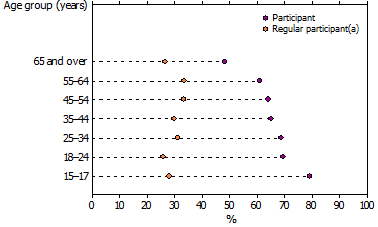 Age group (years)
Participant
Regular participant(a)
65 and over
55–64
45–54
35–44
25–34
18–24
15–17
0 10 20 30 40 50 60 70 80 90 100
%